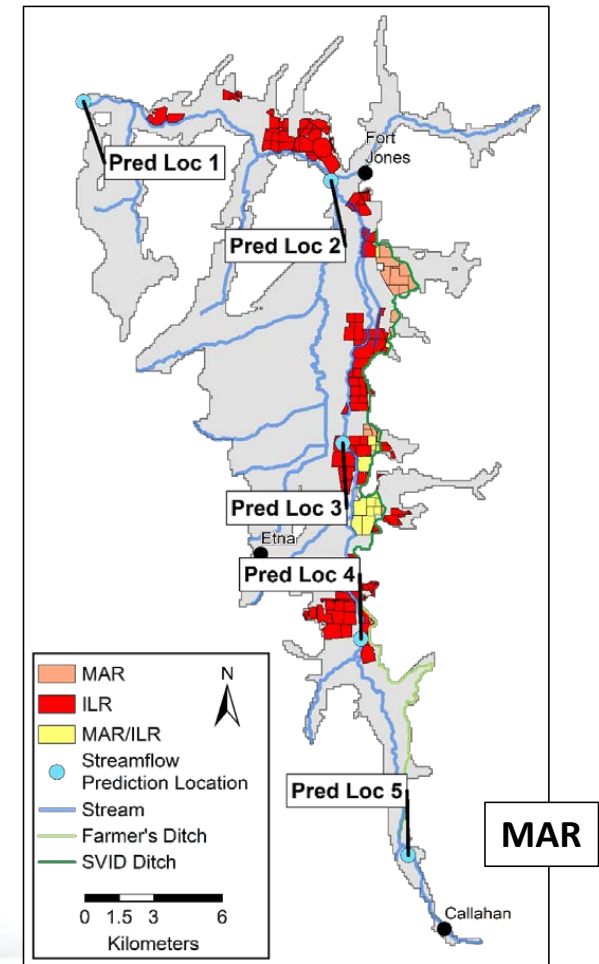 Fort
Jones
Pred Loc 1
Pred Loc 2
Pred Loc 3
Etna
Pred Loc 4
Pred Loc 5
MAR
Callahan
MAR
ILR
MAR/ILR
Streamflow
Prediction Location
Stream
Farmer's Ditch
SVID Ditch
N
0 1.5 3 6
Kilometers